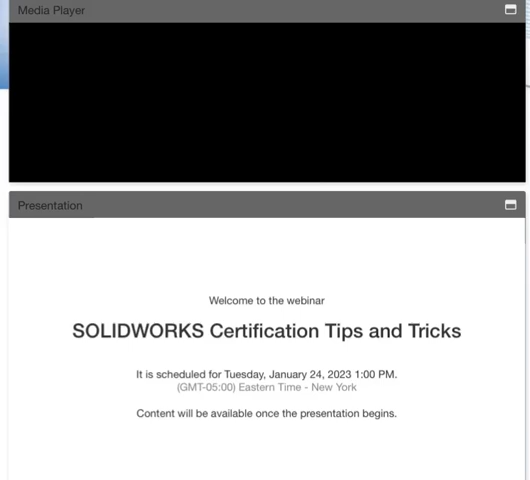 Media Player
Presentation
Welcome to the webinar
SOLIDWORKS Certification Tips and Tricks
It is scheduled for Tuesday, January 24, 2023 1:00 PM.
(GMT-05:00) Eastern Time - New York
Content will be available once the presentation begins.